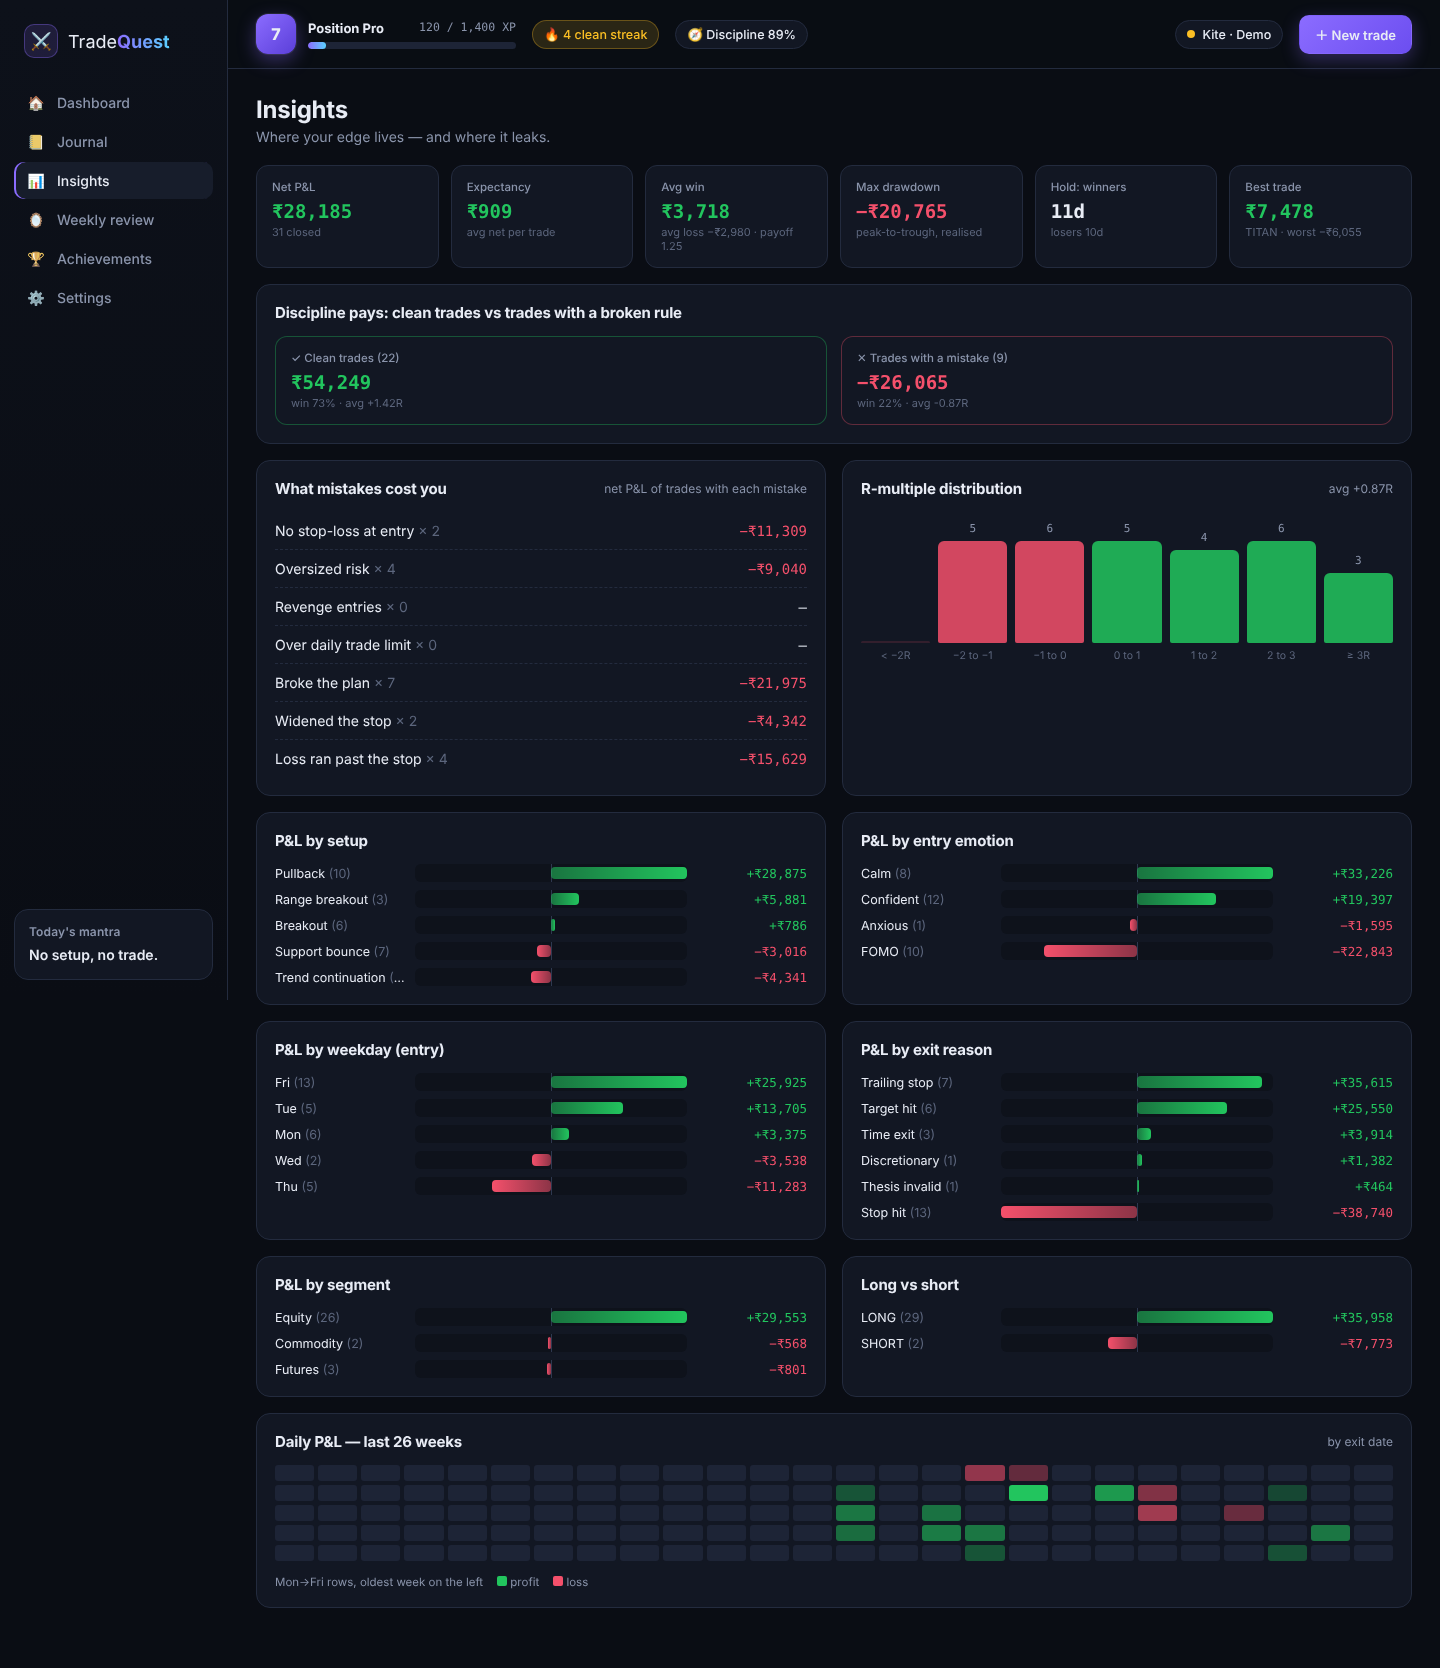 TradeQuest
Dashboard
Journal
Insights
Weekly review
Achievements
Settings
Today's mantra
No setup, no trade.
7
Position Pro
120 / 1,400 XP
4 clean streak
Discipline 89%
Kite · Demo
+ New trade
Insights
Where your edge lives — and where it leaks.
Net P&L
₹28,185
31 closed
Expectancy
₹909
avg net per trade
Avg win
₹3,718
avg loss −₹2,980 · payoff
1.25
Max drawdown
−₹20,765
peak-to-trough, realised
Hold: winners
11d
losers 10d
Best trade
₹7,478
TITAN · worst −₹6,055
Discipline pays: clean trades vs trades with a broken rule
✓ Clean trades (22)
₹54,249
win 73% · avg +1.42R
✕ Trades with a mistake (9)
−₹26,065
win 22% · avg -0.87R
What mistakes cost you
net P&L of trades with each mistake
No stop-loss at entry × 2 −₹11,309
Oversized risk × 4 −₹9,040
Revenge entries × 0 —
Over daily trade limit × 0 —
Broke the plan × 7 −₹21,975
Widened the stop × 2 −₹4,342
Loss ran past the stop × 4 −₹15,629
R-multiple distribution
avg +0.87R
5 6 5 4 6 3
< −2R −2 to −1 −1 to 0 0 to 1 1 to 2 2 to 3 ≥ 3R
P&L by setup
Pullback (10) +₹28,875
Range breakout (3) +₹5,881
Breakout (6) +₹786
Support bounce (7) −₹3,016
Trend continuation (... −₹4,341
P&L by entry emotion
Calm (8) +₹33,226
Confident (12) +₹19,397
Anxious (1) −₹1,595
FOMO (10) −₹22,843
P&L by weekday (entry)
Fri (13) +₹25,925
Tue (5) +₹13,705
Mon (6) +₹3,375
Wed (2) −₹3,538
Thu (5) −₹11,283
P&L by exit reason
Trailing stop (7) +₹35,615
Target hit (6) +₹25,550
Time exit (3) +₹3,914
Discretionary (1) +₹1,382
Thesis invalid (1) +₹464
Stop hit (13) −₹38,740
P&L by segment
Equity (26) +₹29,553
Commodity (2) −₹568
Futures (3) −₹801
Long vs short
LONG (29) +₹35,958
SHORT (2) −₹7,773
Daily P&L — last 26 weeks
by exit date
Mon→Fri rows, oldest week on the left profit loss